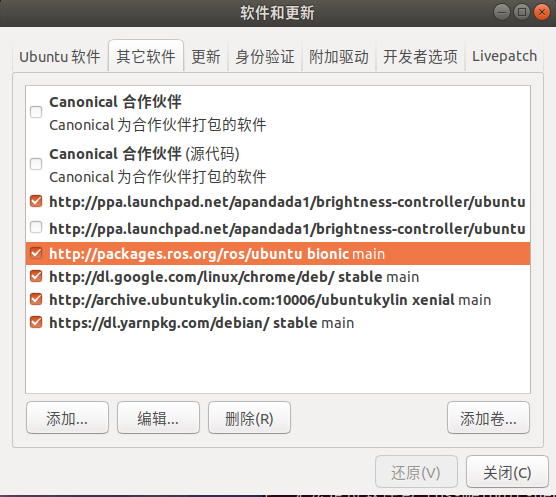 软件和更新
Ubuntu 软件 其它软件 更新 身份验证 附加驱动 开发者选项 Livepatch
Canonical 合作伙伴
Canonical 为合作伙伴打包的软件
Canonical 合作伙伴 (源代码)
Canonical 为合作伙伴打包的软件
http://ppa.launchpad.net/apandada1/brightness-controller/ubuntu
http://ppa.launchpad.net/apandada1/brightness-controller/ubuntu
http://packages.ros.org/ros/ubuntu bionic main
http://dl.google.com/linux/chrome/deb/ stable main
http://archive.ubuntukylin.com:10006/ubuntukylin xenial main
https://dl.yarnpkg.com/debian/ stable main
添加... 编辑... 删除(R) 添加卷...
还原(V) 关闭(C)